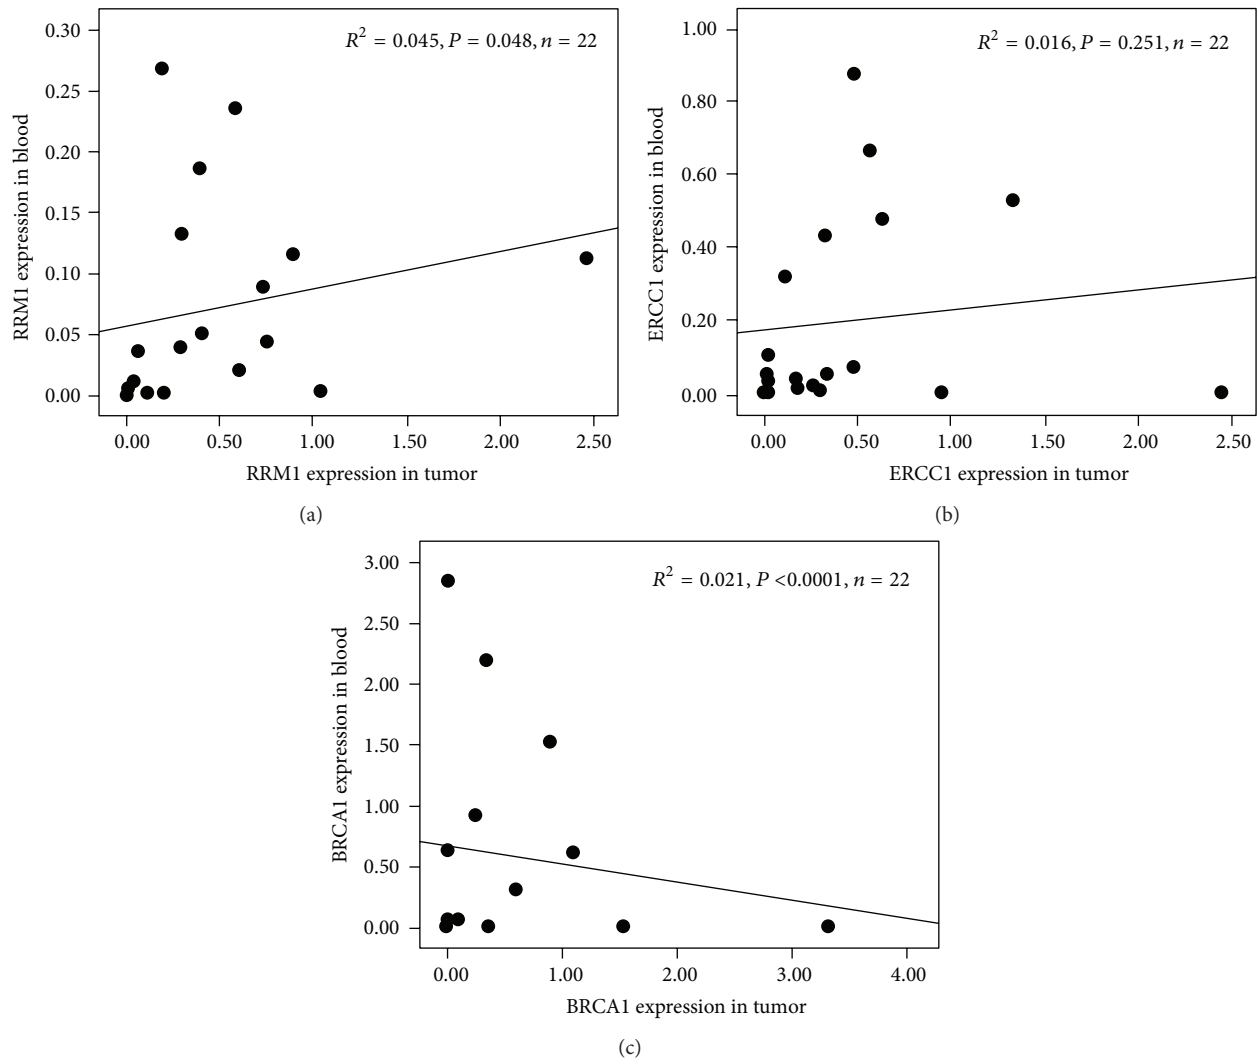 R² = 0.045, P = 0.048, n = 22
0.30
0.25
0.20
0.15
0.10
0.05
0.00
RRM1 expression in blood
0.00 0.50 1.00 1.50 2.00 2.50
RRM1 expression in tumor
(a)
R² = 0.016, P = 0.251, n = 22
1.00
0.80
0.60
0.40
0.20
0.00
ERCC1 expression in blood
0.00 0.50 1.00 1.50 2.00 2.50
ERCC1 expression in tumor
(b)
R² = 0.021, P <0.0001, n = 22
3.00
2.50
2.00
1.50
1.00
0.50
0.00
BRCA1 expression in blood
0.00 1.00 2.00 3.00 4.00
BRCA1 expression in tumor
(c)